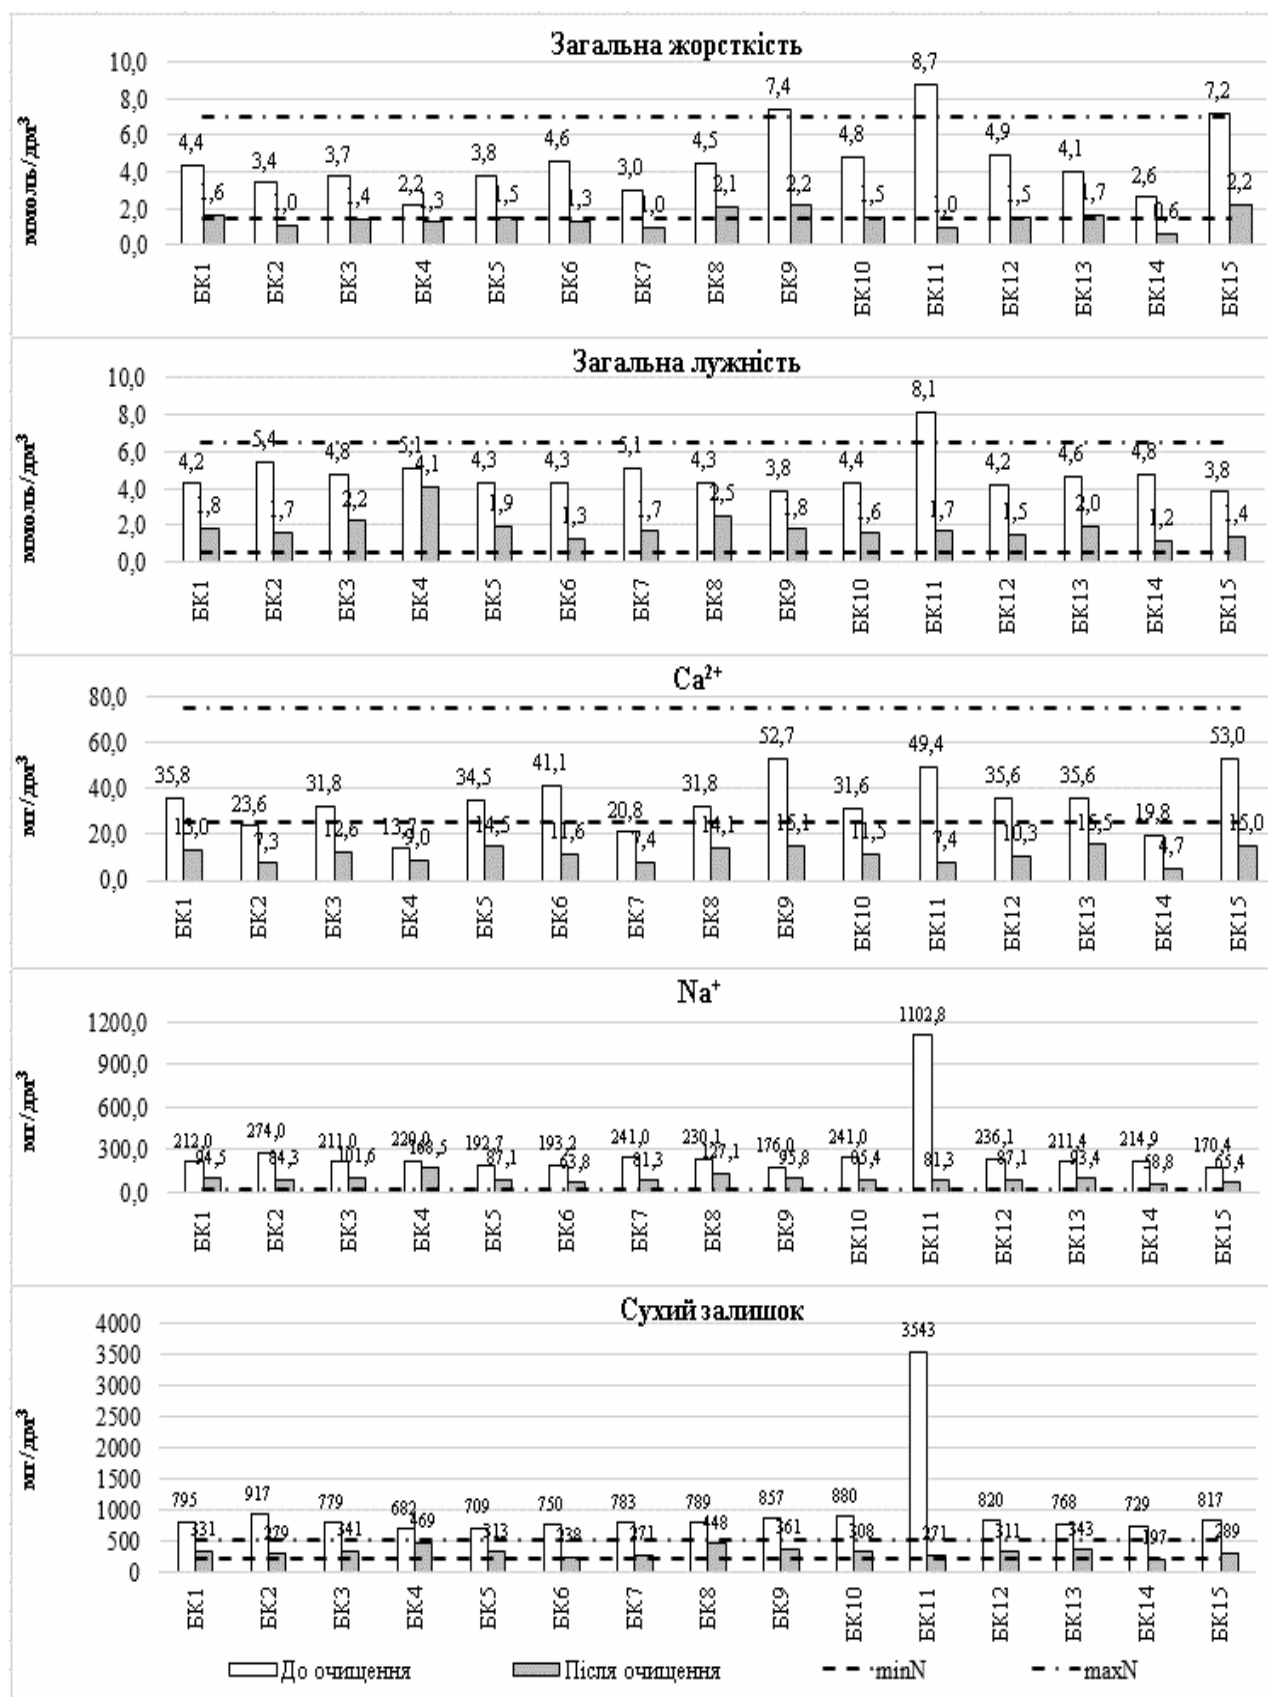 Загальна жорсткість
ммоль/дм³
10,0
8,0
6,0
4,0
2,0
0,0
4,4 3,4 3,7 2,2 3,8 4,6 3,0 4,5 7,4 4,8 8,7 4,9 4,1 2,6 7,2
1,6 1,0 1,4 1,3 1,5 1,3 1,0 2,1 2,2 1,5 1,0 1,5 1,7 0,6 2,2
БК1 БК2 БК3 БК4 БК5 БК6 БК7 БК8 БК9 БК10 БК11 БК12 БК13 БК14 БК15
Загальна лужність
ммоль/дм³
10,0
8,0
6,0
4,0
2,0
0,0
4,2 5,4 4,8 5,1 4,3 4,3 5,1 4,3 3,8 4,4 8,1 4,2 4,6 4,8 3,8
1,8 1,7 2,2 4,1 1,9 1,3 1,7 2,5 1,8 1,6 1,7 1,5 2,0 1,2 1,4
БК1 БК2 БК3 БК4 БК5 БК6 БК7 БК8 БК9 БК10 БК11 БК12 БК13 БК14 БК15
Ca²⁺
мг/дм³
80,0
60,0
40,0
20,0
0,0
35,8 23,6 31,8 13,7 34,5 41,1 20,8 31,8 52,7 31,6 49,4 35,6 35,6 19,8 53,0
13,0 7,3 12,6 9,0 14,5 11,6 7,4 14,1 15,1 11,5 7,4 10,3 15,5 4,7 15,0
БК1 БК2 БК3 БК4 БК5 БК6 БК7 БК8 БК9 БК10 БК11 БК12 БК13 БК14 БК15
Na⁺
мг/дм³
1200,0
900,0
600,0
300,0
0,0
212,0 274,0 211,0 220,0 192,7 193,2 241,0 230,1 176,0 241,0 1102,8 236,1 211,4 214,9 170,4
94,5 84,3 101,6 168,5 87,1 63,8 81,3 127,1 95,8 85,4 81,3 87,1 93,4 58,8 65,4
БК1 БК2 БК3 БК4 БК5 БК6 БК7 БК8 БК9 БК10 БК11 БК12 БК13 БК14 БК15
Сухий залишок
мг/дм³
4000
3500
3000
2500
2000
1500
1000
500
0
795 917 779 682 709 750 783 789 857 880 3543 820 768 729 817
331 279 341 469 313 238 271 448 361 308 271 311 343 197 289
БК1 БК2 БК3 БК4 БК5 БК6 БК7 БК8 БК9 БК10 БК11 БК12 БК13 БК14 БК15
До очищення Після очищення minN maxN